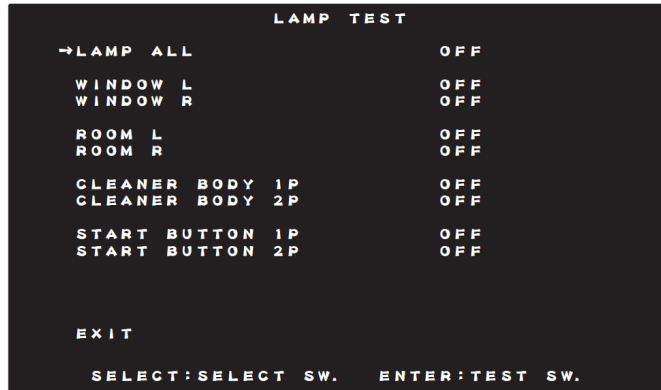 LAMP TEST
→LAMP ALL OFF
WINDOW L OFF
WINDOW R OFF
ROOM L OFF
ROOM R OFF
CLEANER BODY 1P OFF
CLEANER BODY 2P OFF
START BUTTON 1P OFF
START BUTTON 2P OFF
EXIT
SELECT:SELECT SW. ENTER:TEST SW.